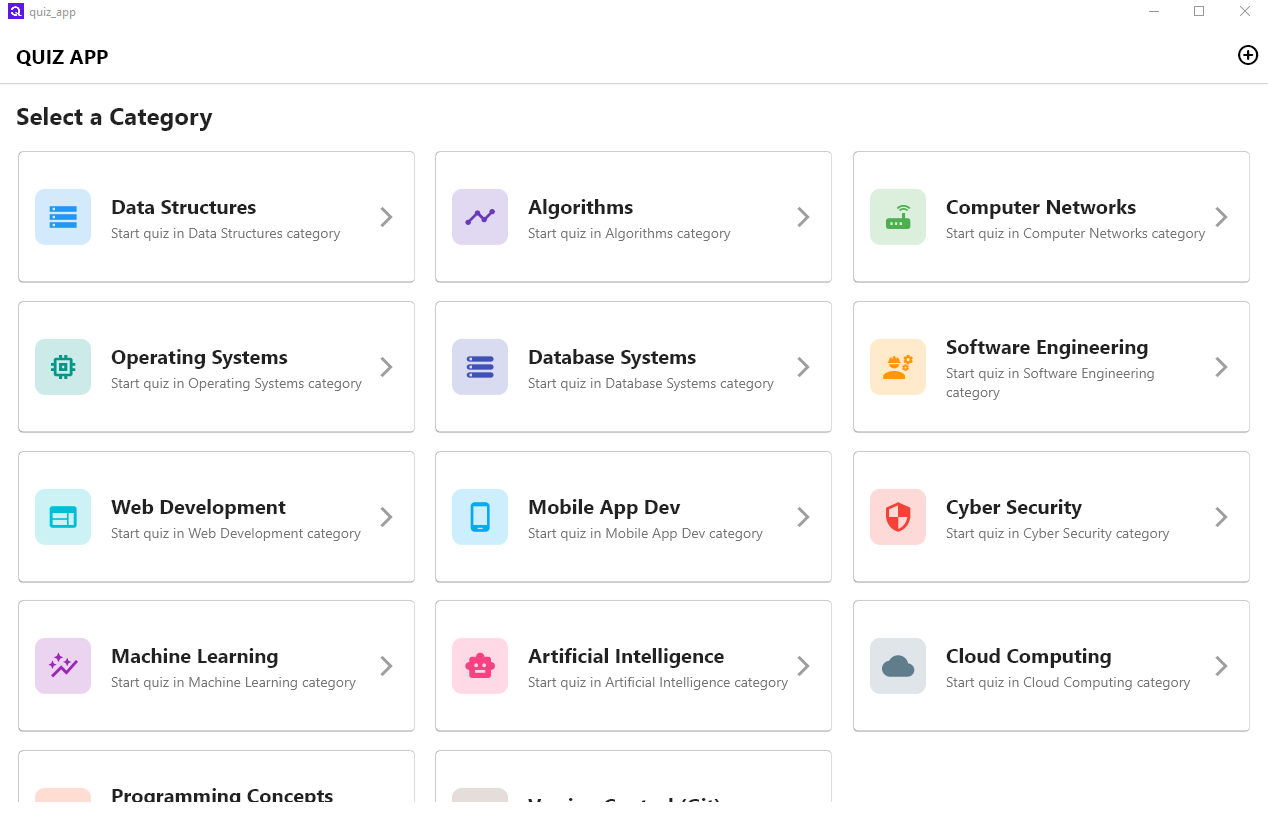 quiz_app
QUIZ APP
Select a Category
Data Structures
Start quiz in Data Structures category
Algorithms
Start quiz in Algorithms category
Computer Networks
Start quiz in Computer Networks category
Operating Systems
Start quiz in Operating Systems category
Database Systems
Start quiz in Database Systems category
Software Engineering
Start quiz in Software Engineering
category
Web Development
Start quiz in Web Development category
Mobile App Dev
Start quiz in Mobile App Dev category
Cyber Security
Start quiz in Cyber Security category
Machine Learning
Start quiz in Machine Learning category
Artificial Intelligence
Start quiz in Artificial Intelligence category
Cloud Computing
Start quiz in Cloud Computing category
Programming Concepts
Version Control (Git)